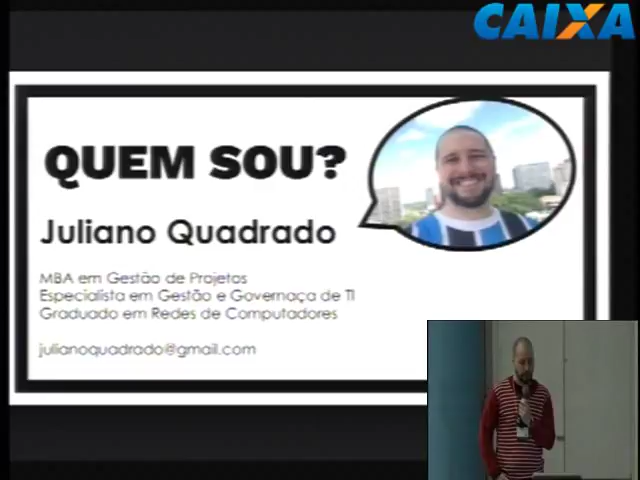 CAIXA
QUEM SOU?
Juliano Quadrado
MBA em Gestão de Projetos
Especialista em Gestão e Governaça de TI
Graduado em Redes de Computadores
julianoquadrado@gmail.com